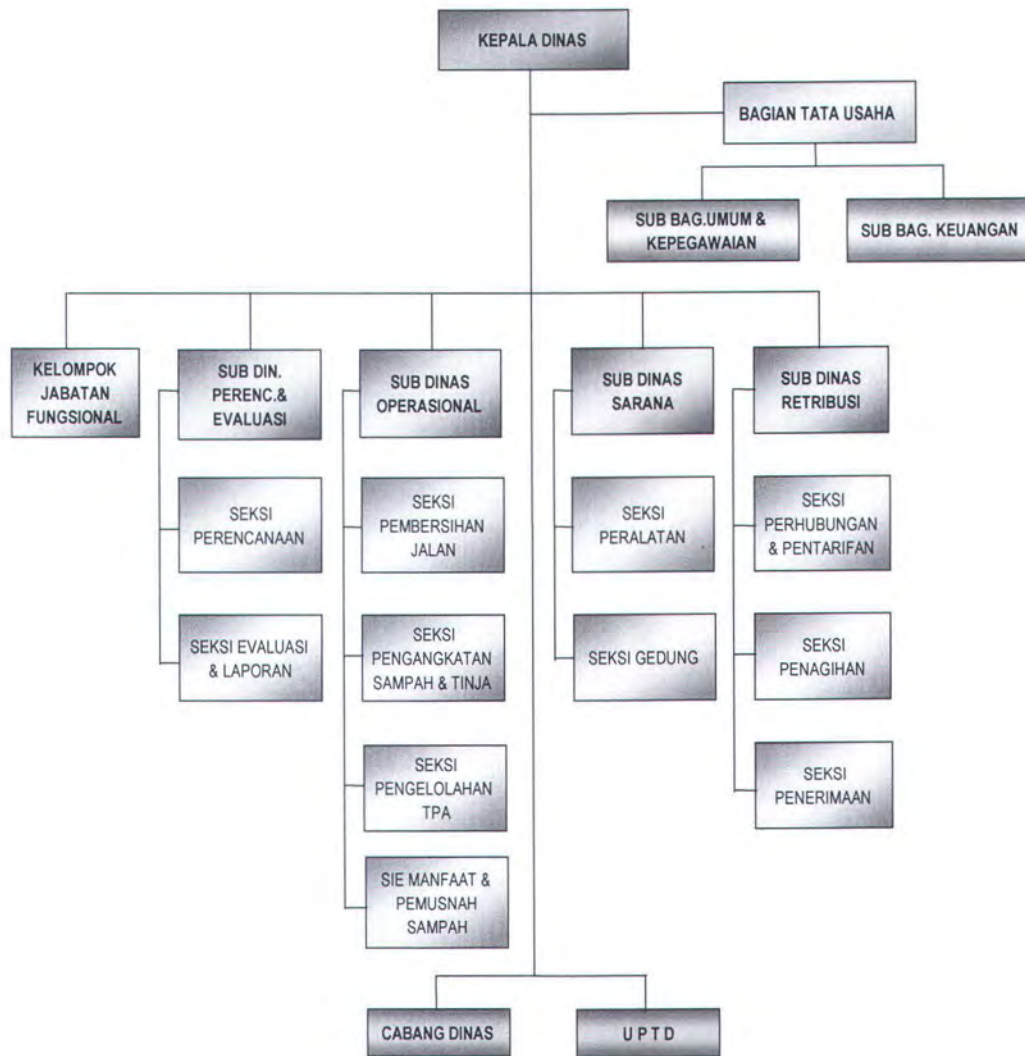 KEPALA DINAS
BAGIAN TATA USAHA
SUB BAG.UMUM &
KEPEGAWAIAN
SUB BAG. KEUANGAN
KELOMPOK
JABATAN
FUNGSIONAL
SUB DIN.
PERENC.&
EVALUASI
SUB DINAS
OPERASIONAL
SUB DINAS
SARANA
SUB DINAS
RETRIBUSI
SEKSI
PERENCANAAN
SEKSI
PEMBERSIHAN
JALAN
SEKSI
PERALATAN
SEKSI
PERHUBUNGAN
& PENTARIFAN
SEKSI EVALUASI
& LAPORAN
SEKSI
PENGANGKATAN
SAMPAH & TINJA
SEKSI GEDUNG
SEKSI
PENAGIHAN
SEKSI
PENGELOLAHAN
TPA
SEKSI
PENERIMAAN
SIE MANFAAT &
PEMUSNAH
SAMPAH
CABANG DINAS
U P T D